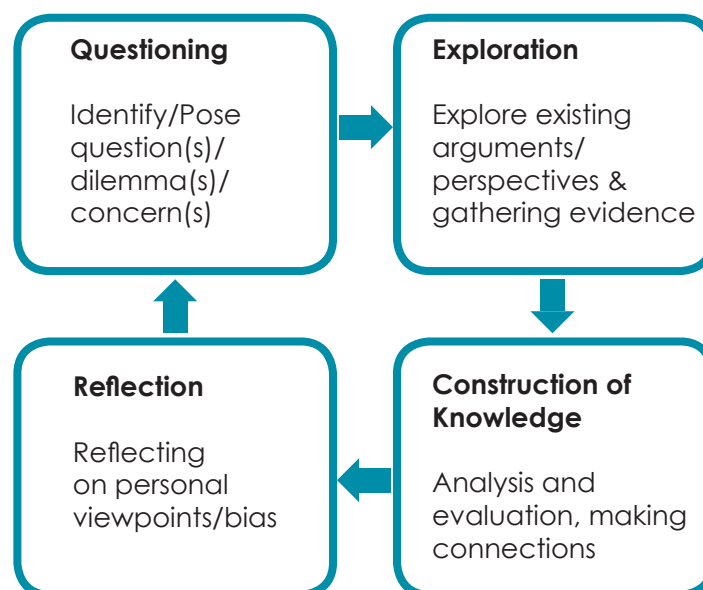 Questioning
Identify/Pose
question(s)/
dilemma(s)/
concern(s)
Exploration
Explore existing
arguments/
perspectives &
gathering evidence
Construction of
Knowledge
Analysis and
evaluation, making
connections
Reflection
Reflecting
on personal
viewpoints/bias